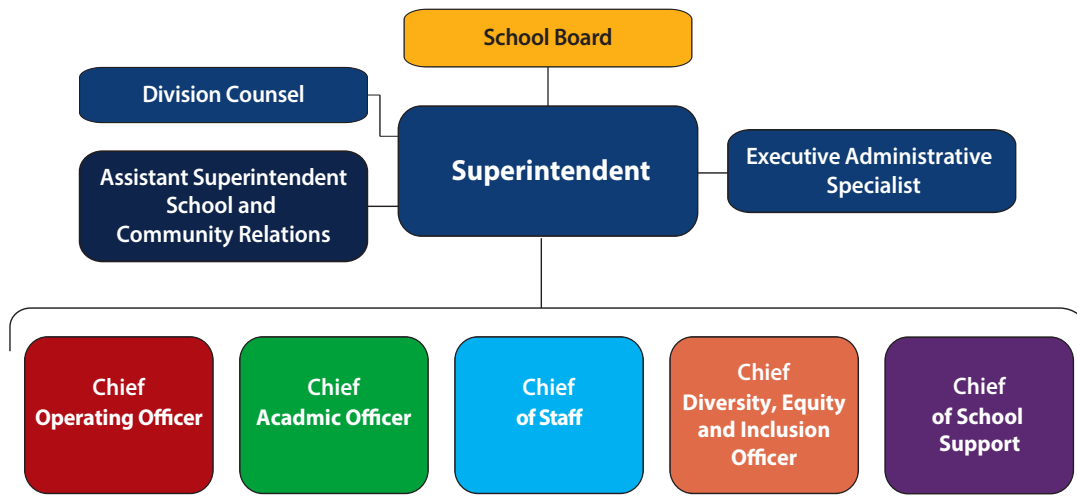 School Board
Division Counsel
Superintendent
Assistant Superintendent
School and
Community Relations
Executive Administrative
Specialist
Chief
Operating Officer
Chief
Acadmic Officer
Chief
of Staff
Chief
Diversity, Equity
and Inclusion
Officer
Chief
of School
Support